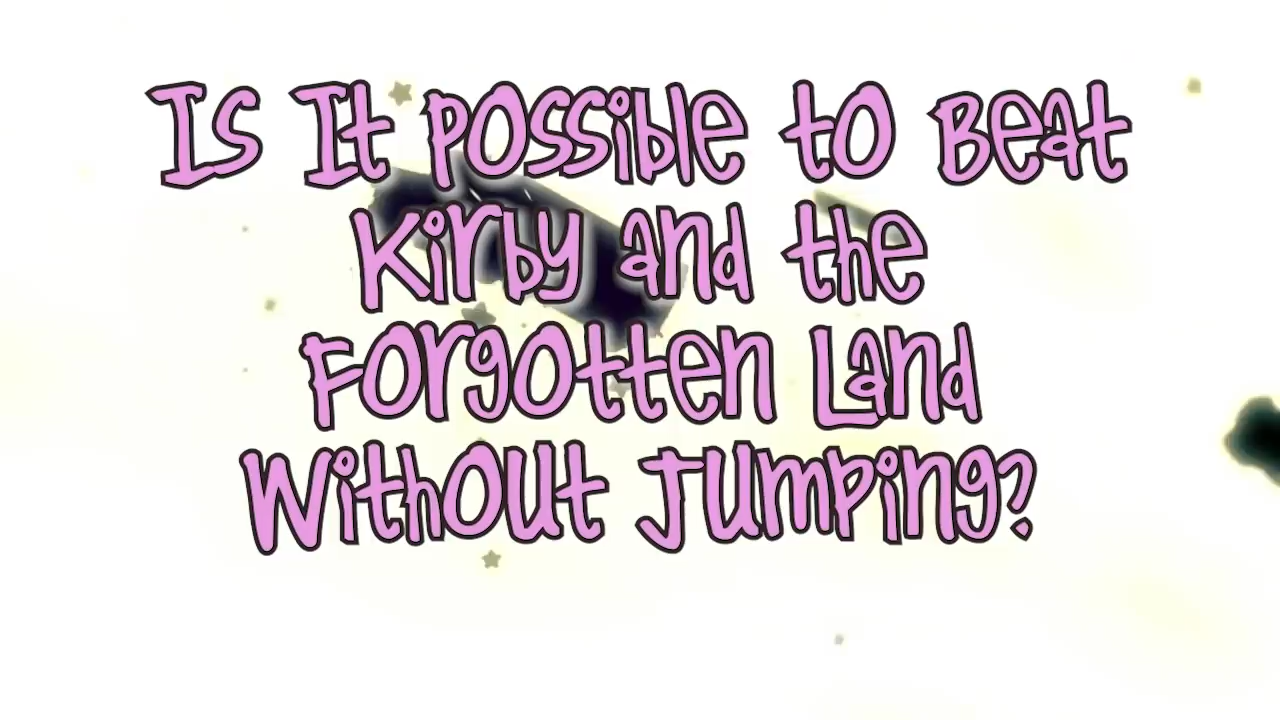 Is It Possible to Beat
Kirby and the
Forgotten Land
Without Jumping?